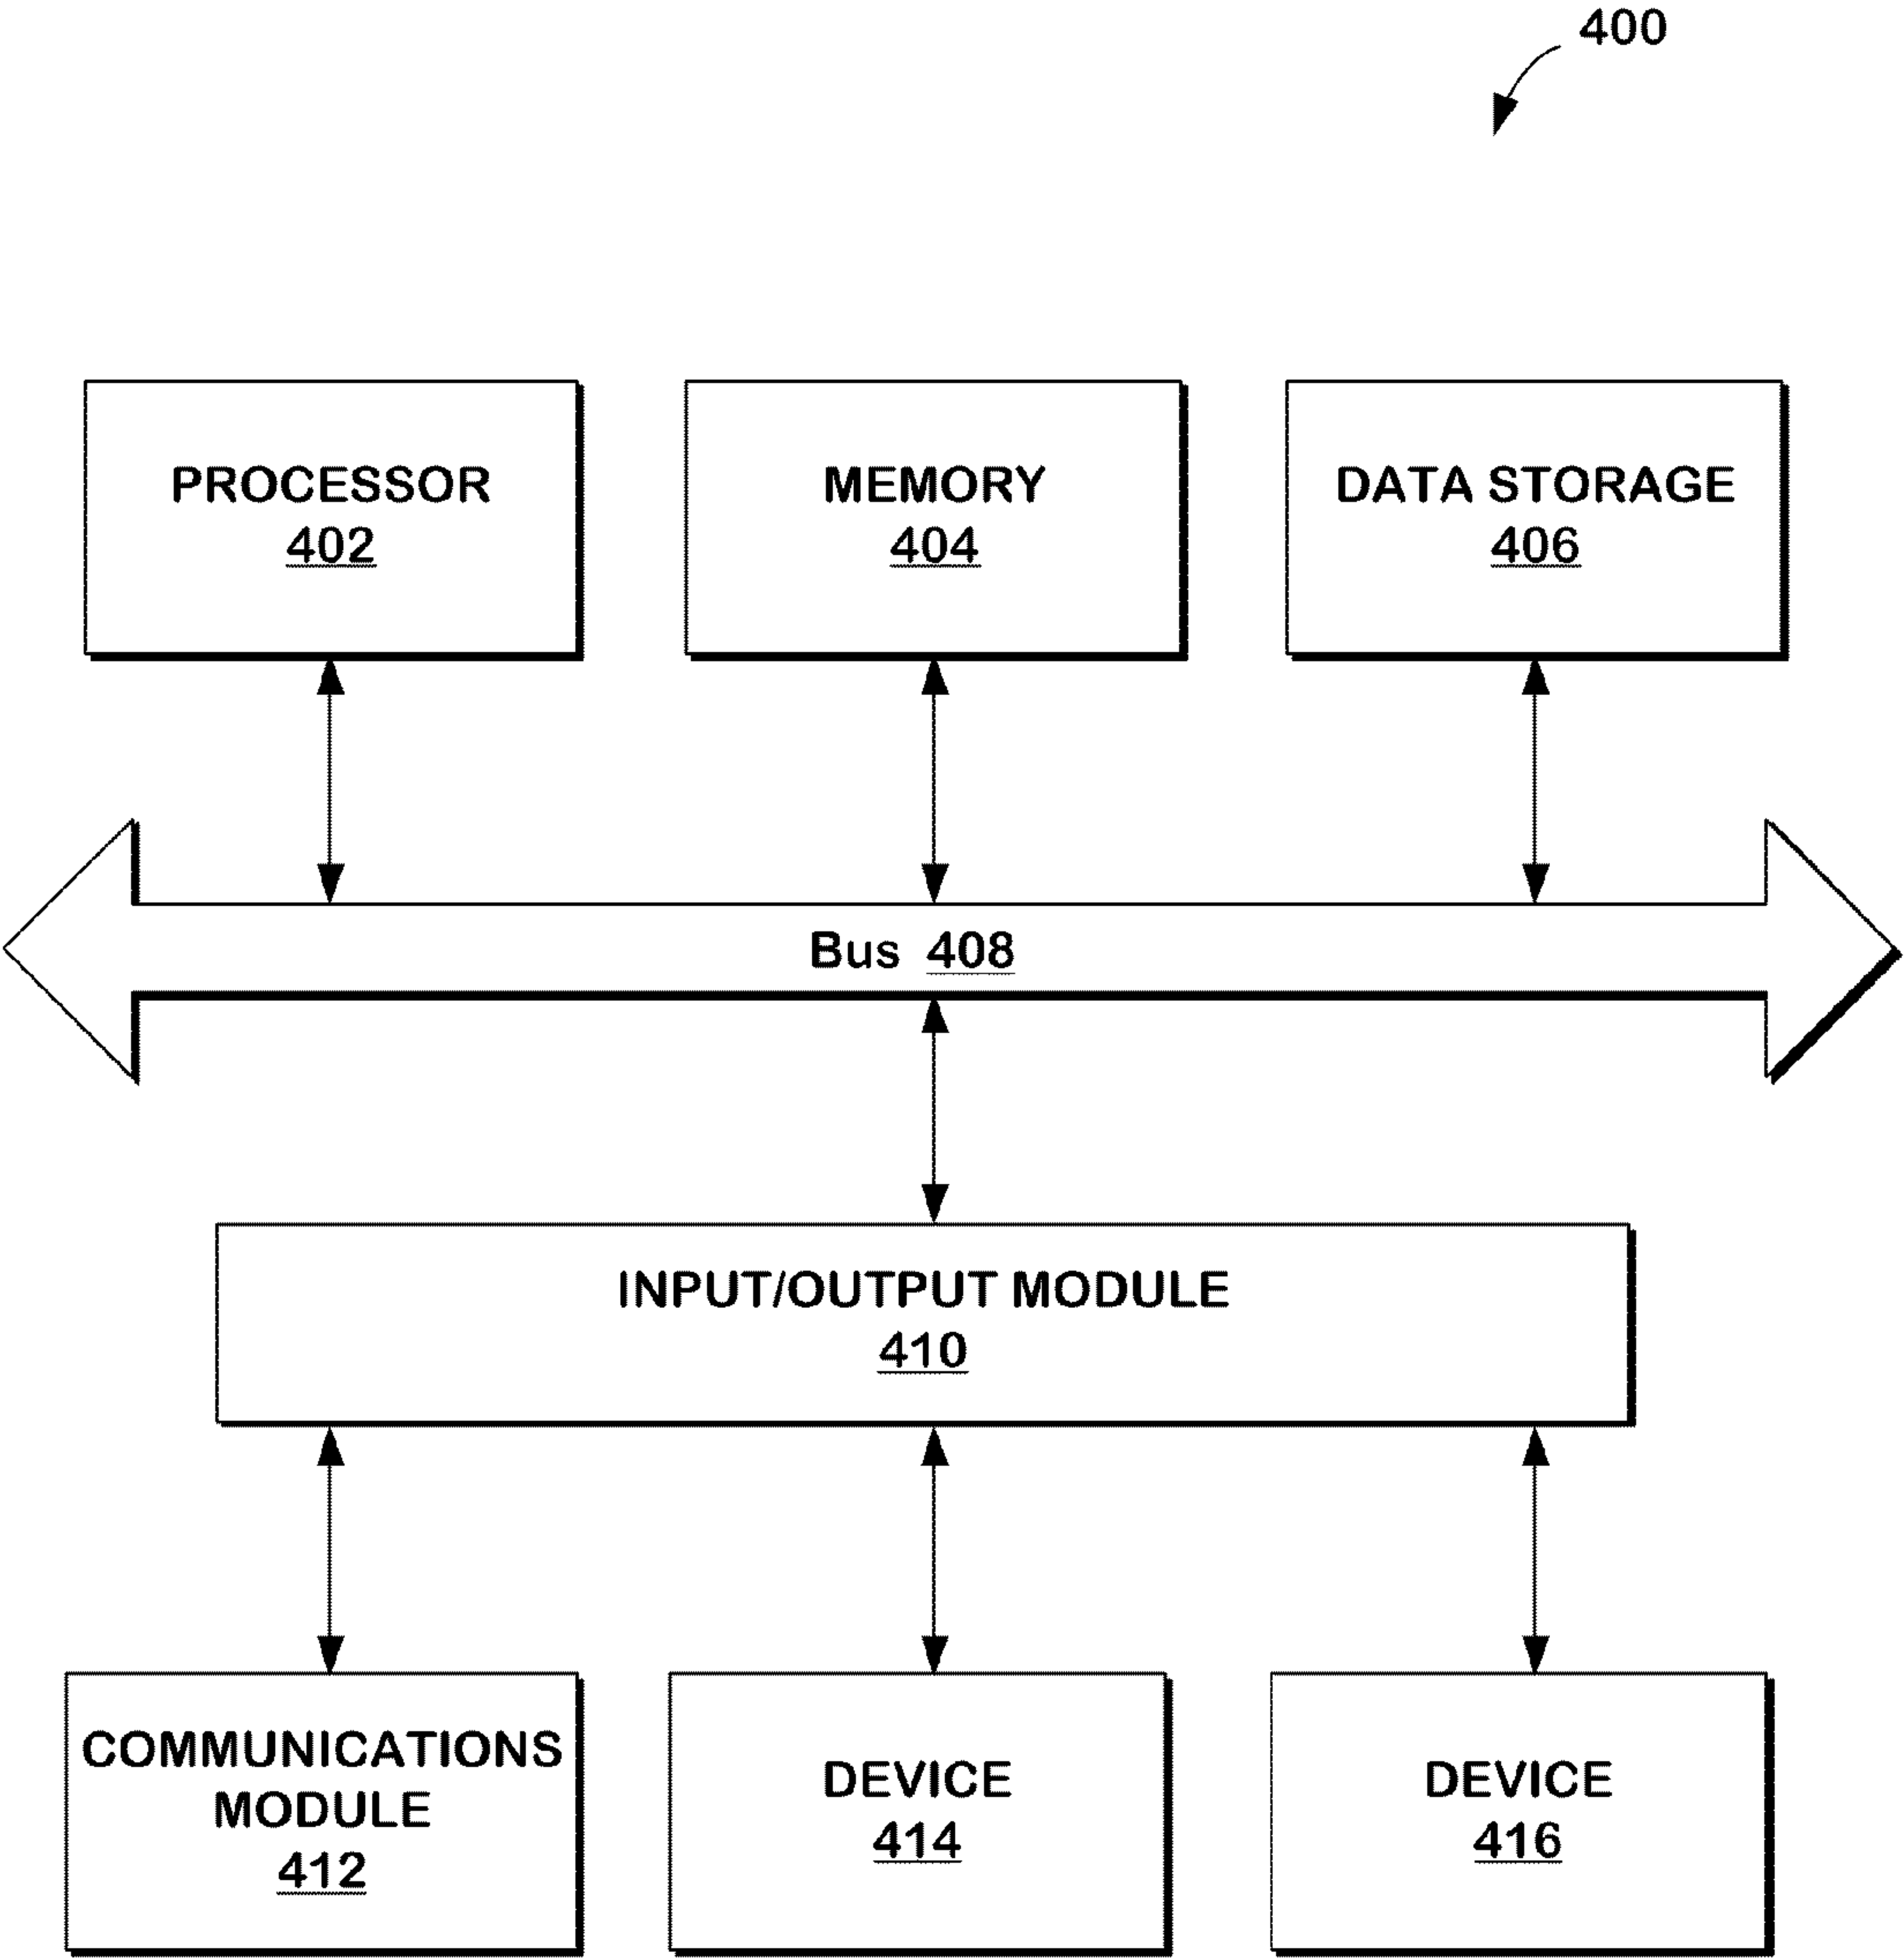 400
PROCESSOR
402
MEMORY
404
DATA STORAGE
406
Bus 408
INPUT/OUTPUT MODULE
410
COMMUNICATIONS
MODULE
412
DEVICE
414
DEVICE
416